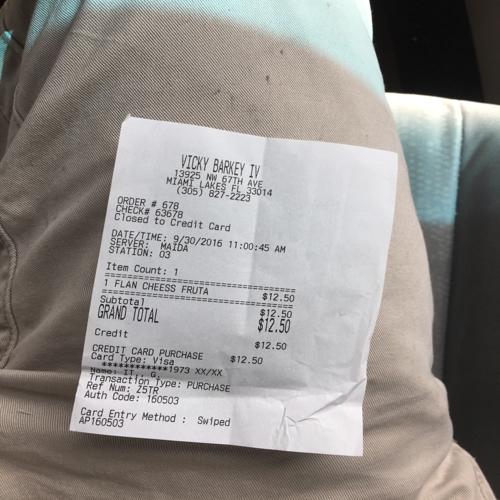 VICKY BARKEY IV
13925 NW 67TH AVE
MIAMI LAKES FL 33014
(305) 827-2223
ORDER # 678
CHECK# 63678
Closed to Credit Card
DATE/TIME: 9/30/2016 11:00:45 AM
SERVER: MAIDA
STATION: 03
Item Count: 1
1 FLAN CHEESS FRUTA $12.50
Subtotal $12.50
GRAND TOTAL $12.50
Credit $12.50
CREDIT CARD PURCHASE
Card Type: Visa $12.50
************1973 XX/XX
Name: IT
Transaction Type: PURCHASE
Ref Num: Z5TR
Auth Code: 160503
Card Entry Method : Swiped
AP160503